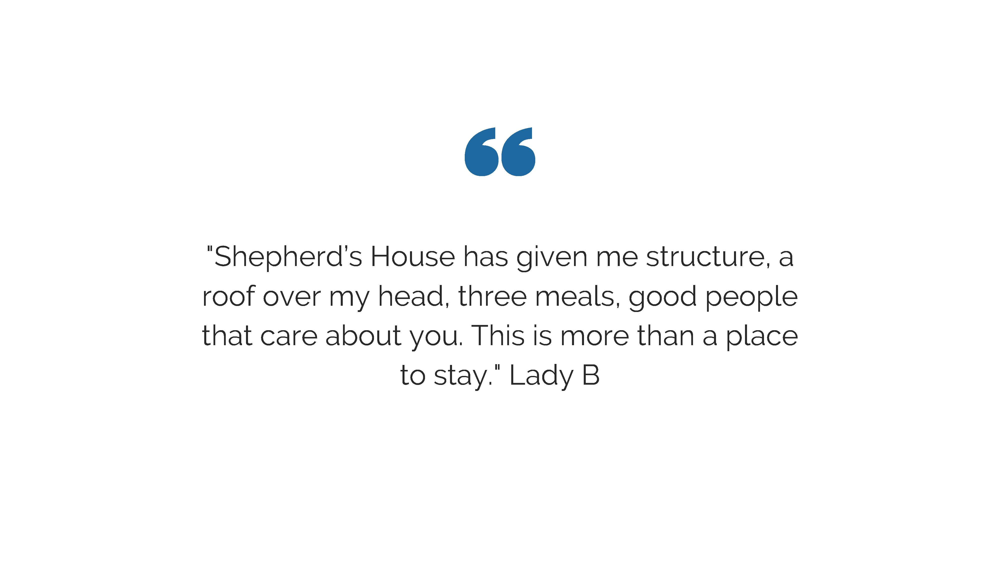 "Shepherd’s House has given me structure, a
roof over my head, three meals, good people
that care about you. This is more than a place
to stay." Lady B